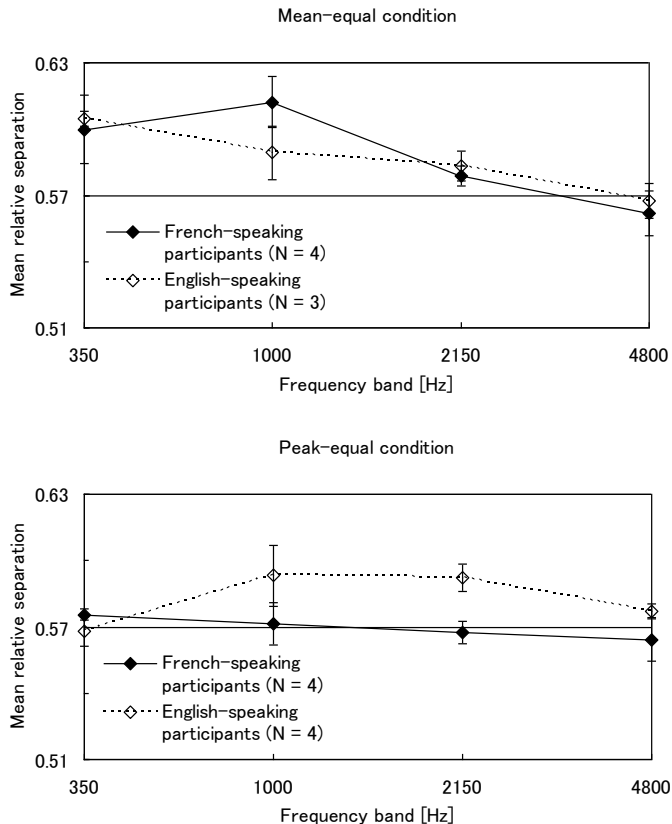 Mean-equal condition
0.63
0.57
0.51
Mean relative separation
French-speaking
participants (N = 4)
English-speaking
participants (N = 3)
350 1000 2150 4800
Frequency band [Hz]
Peak-equal condition
0.63
0.57
0.51
Mean relative separation
French-speaking
participants (N = 4)
English-speaking
participants (N = 4)
350 1000 2150 4800
Frequency band [Hz]